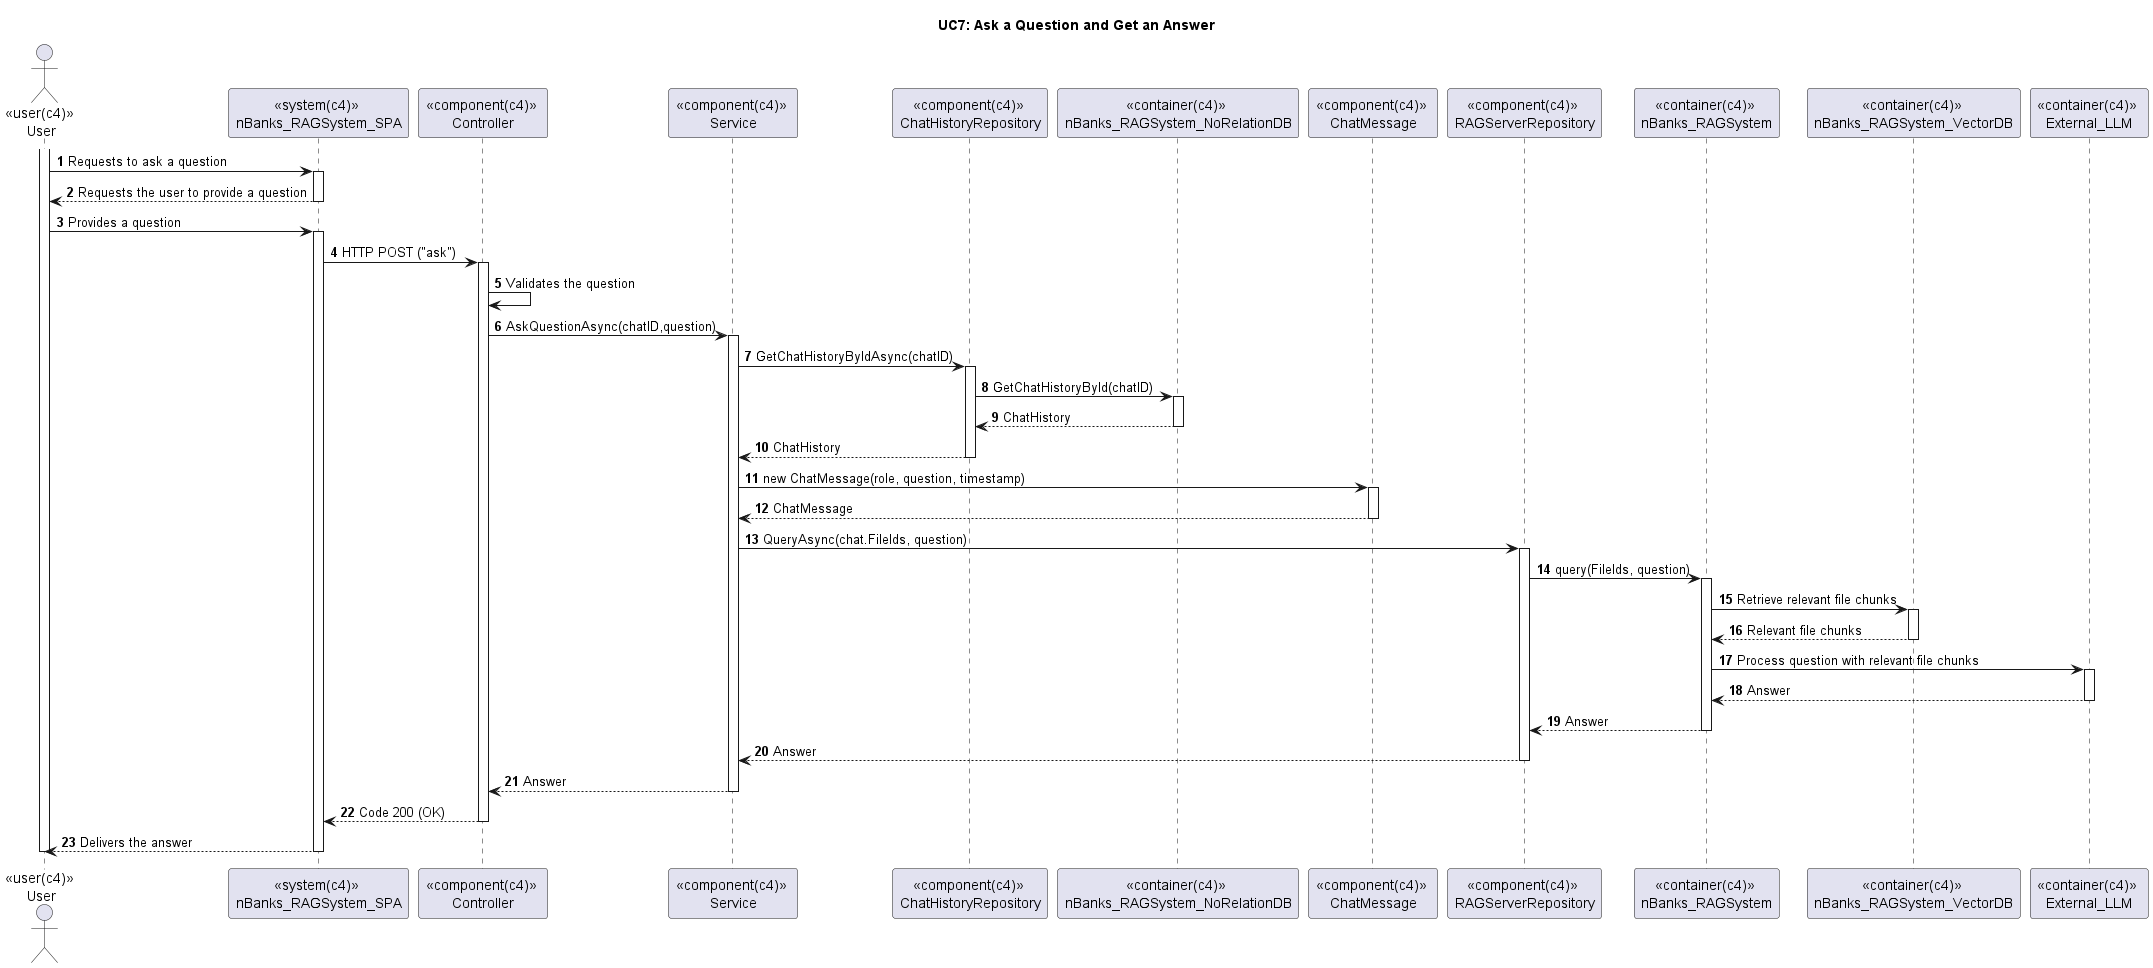 UC7: Ask a Question and Get an Answer
«user(c4)»
User
«system(c4)»
nBanks_RAGSystem_SPA
«component(c4)»
Controller
«component(c4)»
Service
«component(c4)»
ChatHistoryRepository
«container(c4)»
nBanks_RAGSystem_NoRelationDB
«component(c4)»
ChatMessage
«component(c4)»
RAGServerRepository
«container(c4)»
nBanks_RAGSystem
«container(c4)»
nBanks_RAGSystem_VectorDB
«container(c4)»
External_LLM
1 Requests to ask a question
2 Requests the user to provide a question
3 Provides a question
4 HTTP POST ("ask")
5 Validates the question
6 AskQuestionAsync(chatID,question)
7 GetChatHistoryByIdAsync(chatID)
8 GetChatHistoryById(chatID)
9 ChatHistory
10 ChatHistory
11 new ChatMessage(role, question, timestamp)
12 ChatMessage
13 QueryAsync(chat.FileIds, question)
14 query(FileIds, question)
15 Retrieve relevant file chunks
16 Relevant file chunks
17 Process question with relevant file chunks
18 Answer
19 Answer
20 Answer
21 Answer
22 Code 200 (OK)
23 Delivers the answer
«user(c4)»
User
«system(c4)»
nBanks_RAGSystem_SPA
«component(c4)»
Controller
«component(c4)»
Service
«component(c4)»
ChatHistoryRepository
«container(c4)»
nBanks_RAGSystem_NoRelationDB
«component(c4)»
ChatMessage
«component(c4)»
RAGServerRepository
«container(c4)»
nBanks_RAGSystem
«container(c4)»
nBanks_RAGSystem_VectorDB
«container(c4)»
External_LLM